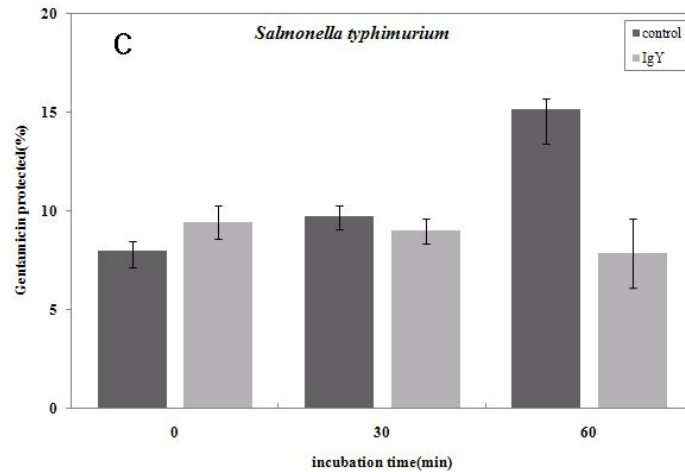 C
Salmonella typhimurium
control
IgY
Gentamicin protected(%)
20
15
10
5
0
0 30 60
incubation time(min)